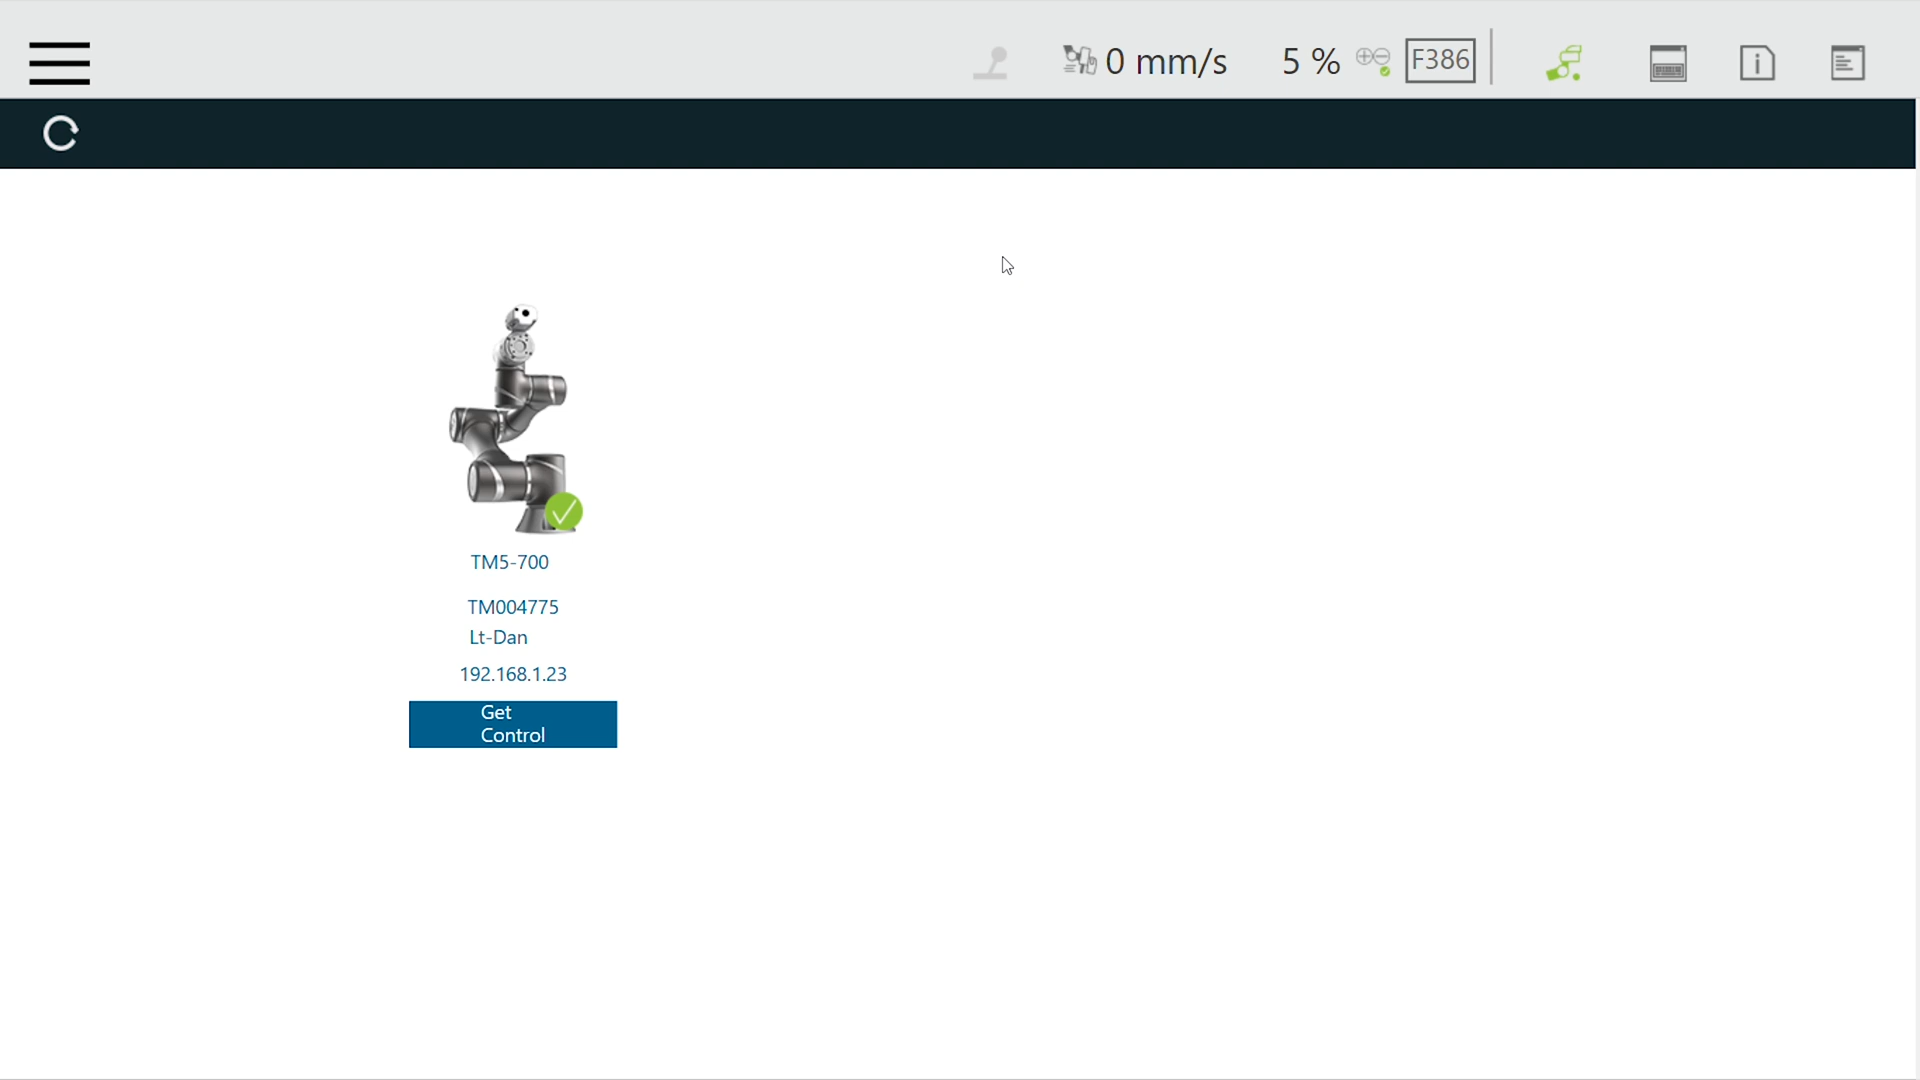 0 mm/s 5 % F386
TM5-700
TM004775
Lt-Dan
192.168.1.23
Get
Control